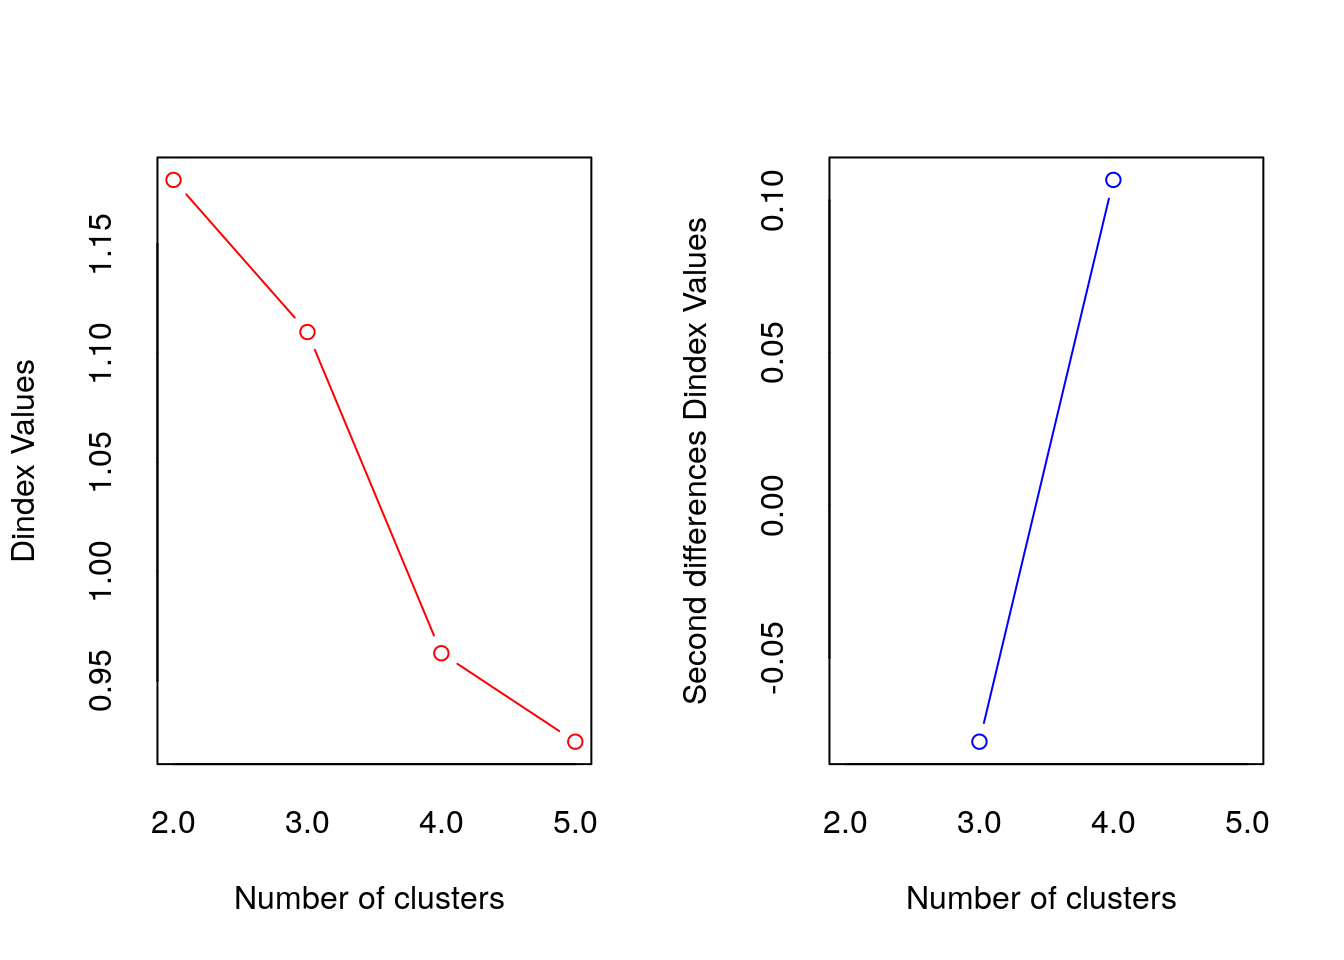 Dindex Values
1.15
1.10
1.05
1.00
0.95
2.0 3.0 4.0 5.0
Number of clusters
Second differences Dindex Values
0.10
0.05
0.00
-0.05
2.0 3.0 4.0 5.0
Number of clusters